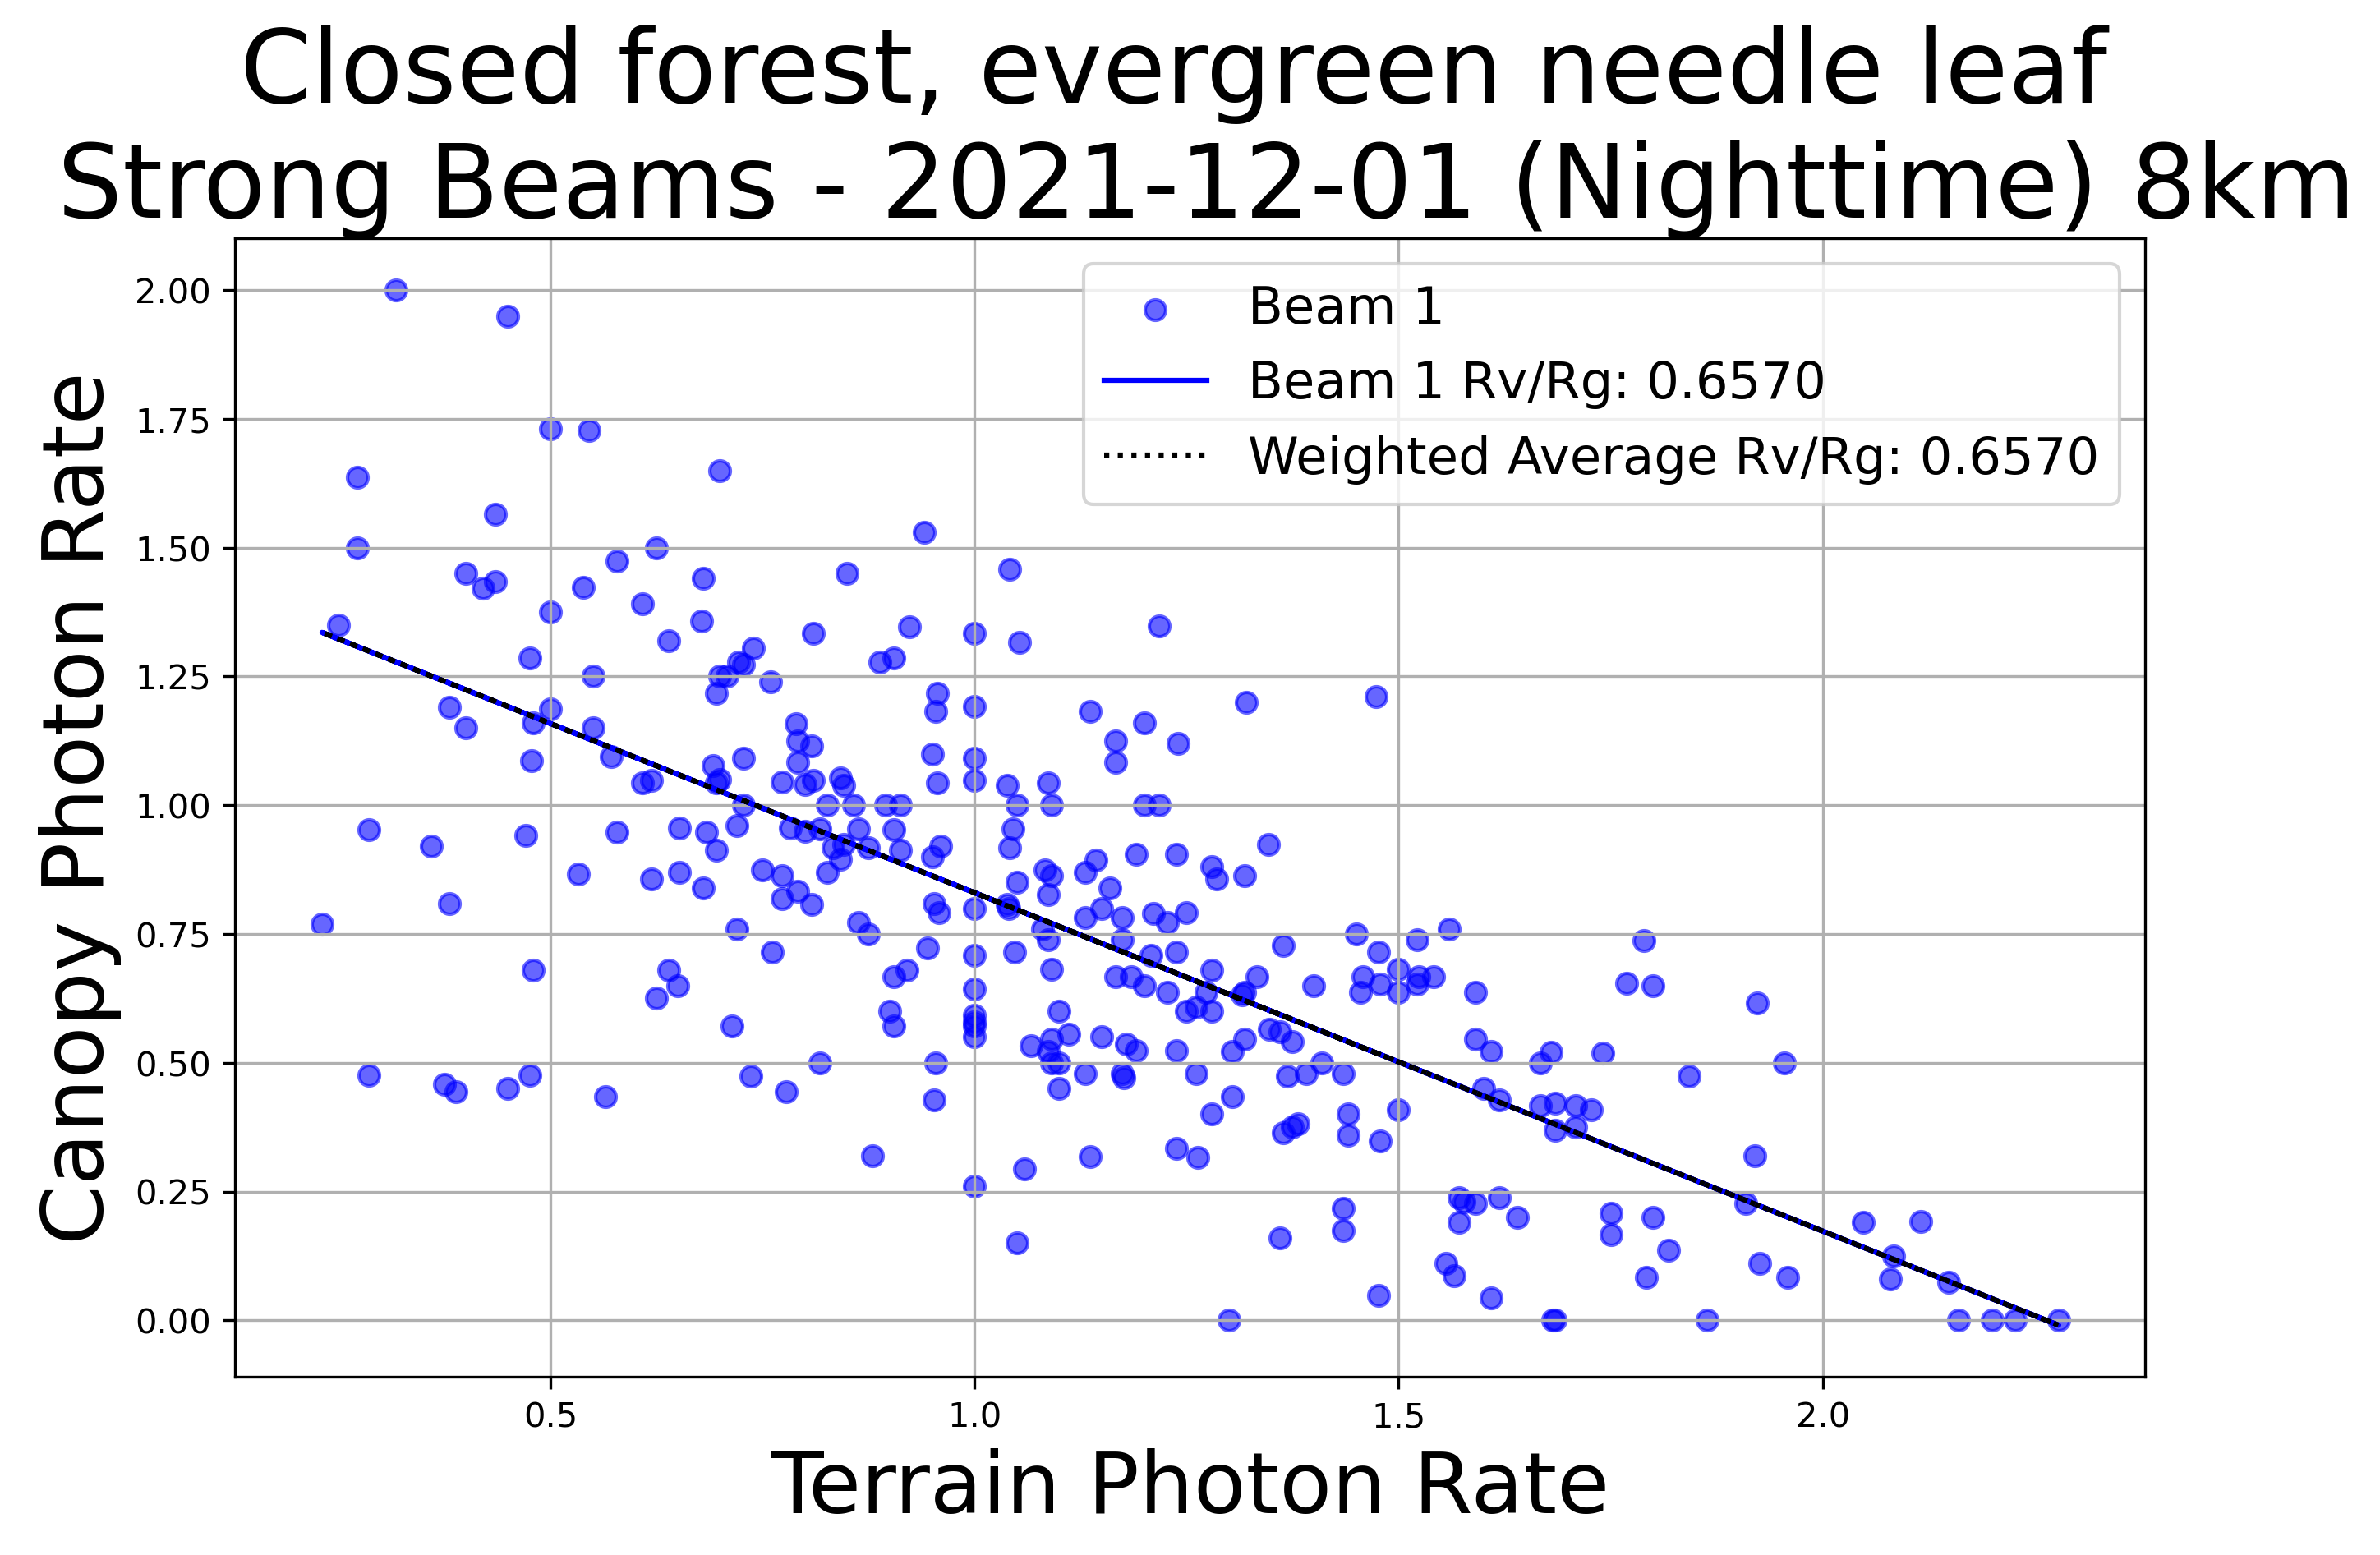 Closed forest, evergreen needle leaf
Strong Beams - 2021-12-01 (Nighttime) 8km
Beam 1
Beam 1 Rv/Rg: 0.6570
Weighted Average Rv/Rg: 0.6570
Canopy Photon Rate
2.00
1.75
1.50
1.25
1.00
0.75
0.50
0.25
0.00
0.5 1.0 1.5 2.0
Terrain Photon Rate